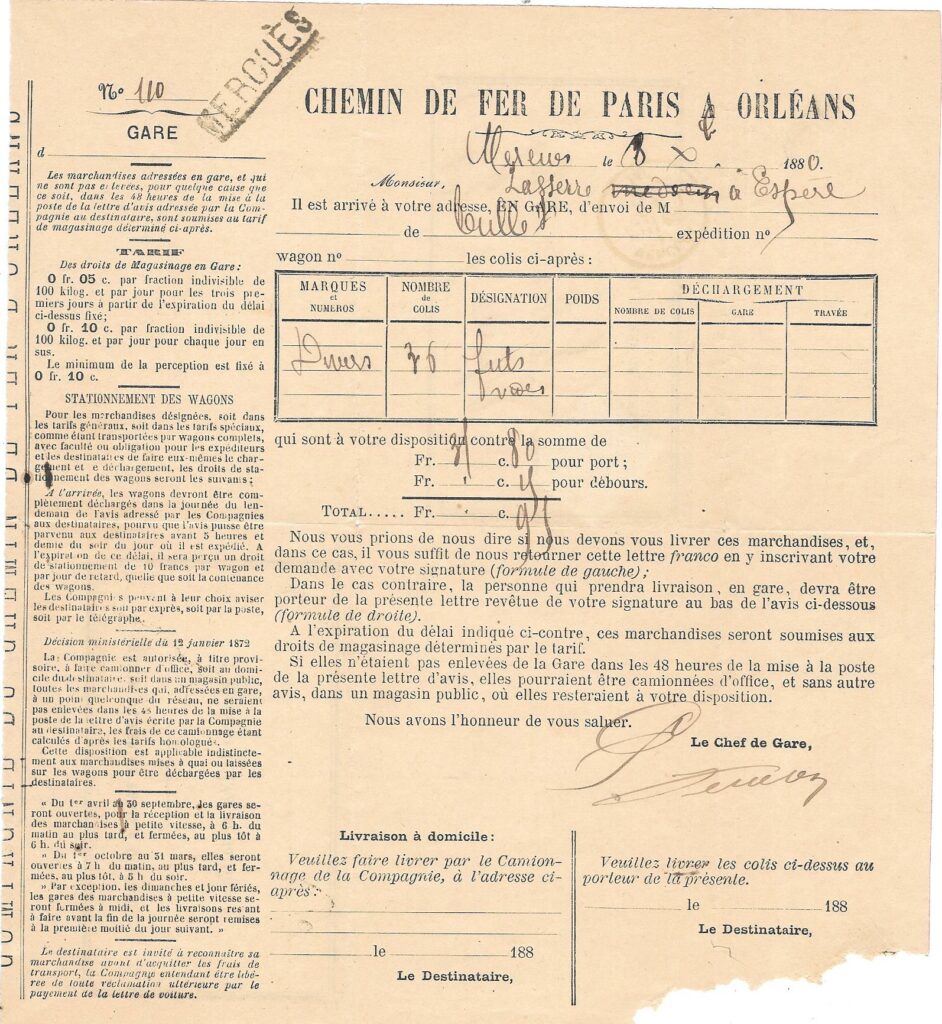 MERCUÈS
No 110
GARE
d
Les marchandises adressées en gare, et qui
ne sont pas enlevées, pour quelque cause que
ce soit, dans les 48 heures de la mise à la
poste de la lettre d'avis adressée par la Com-
pagnie au destinataire, sont soumises au tarif
de magasinage déterminé ci-après.
TARIF
Des droits de Magasinage en Gare :
0 fr. 05 c. par fraction indivisible de
100 kilog. et par jour pour les trois pre-
miers jours à partir de l'expiration du délai
ci-dessus fixé;
0 fr. 10 c. par fraction indivisible de
100 kilog. et par jour pour chaque jour en
sus.
Le minimum de la perception est fixé à
0 fr. 10 c.
STATIONNEMENT DES WAGONS
Pour les marchandises désignées, soit dans
les tarifs généraux, soit dans les tarifs spéciaux,
comme étant transportées par wagons complets,
avec faculté ou obligation pour les expéditeurs
et les destinataires de faire eux-même le char-
gement et le déchargement, les droits de sta-
tionnement des wagons seront les suivants ;
A l'arrivée, les wagons devront être com-
plètement déchargés dans la journée du len-
demain de l'avis adressé par les Compagnies
aux destinataires, pourvu que l'avis puisse être
parvenu aux destinataires avant 5 heures et
demie du soir du jour où il est expédié. A
l'expiration de ce délai, il sera perçu un droit
de stationnement de 10 francs par wagon et
par jour de retard, quelle que soit la contenance
des wagons.
Les Compagnies peuvent à leur choix aviser
les destinataires soit par exprès, soit par la poste,
soit par le télégraphe.
Décision ministérielle du 12 janvier 1872
La Compagnie est autorisée, à titre provi-
soire, à faire camionner d'office, soit au domi-
cile du destinataire, soit dans un magasin public,
toutes les marchandises qui, adressées en gare,
à un point quelconque du réseau, ne seraient
pas enlevées dans les 48 heures de la mise à la
poste de la lettre d'avis écrite par la Compagnie
au destinataire, les frais de ce camionnage étant
calculés d'après les tarifs homologués.
Cette disposition est applicable indistincte-
ment aux marchandises mises à quai ou laissées
sur les wagons pour être déchargées par les
destinataires.
« Du 1er avril au 30 septembre, les gares se-
ront ouvertes, pour la réception et la livraison
des marchandises à petite vitesse, à 6 h. du
matin au plus tard, et fermées, au plus tôt à
6 h. du soir.
» Du 1er octobre au 31 mars, elles seront
ouvertes à 7 h. du matin, au plus tard, et fer-
mées, au plus tôt, à 5 h. du soir.
» Par exception, les dimanches et jour fériés,
les gares des marchandises à petite vitesse se-
ront fermées à midi, et les livraisons restant
à faire avant la fin de la journée seront remises
à la première moitié du jour suivant. »
Le destinataire est invité à reconnaître sa
marchandise avant d'acquitter les frais de
transport, la Compagnie entendant être libé-
rée de toute réclamation ultérieure par le
payement de la lettre de voiture.
CHEMIN DE FER DE PARIS A ORLÉANS
le 8 X 1880.
Monsieur, Lasserre à Espere
Il est arrivé à votre adresse, EN GARE, d'envoi de M
de Tulle expédition no
wagon no les colis ci-après :
MARQUES et NUMEROS NOMBRE de COLIS DÉSIGNATION POIDS DÉCHARGEMENT
NOMBRE DE COLIS GARE TRAVÉE
Divers 36 futs
vides
qui sont à votre disposition contre la somme de
Fr. c. 80 pour port ;
Fr. c. pour débours.
TOTAL..... Fr. c.
Nous vous prions de nous dire si nous devons vous livrer ces marchandises, et,
dans ce cas, il vous suffit de nous retourner cette lettre franco en y inscrivant votre
demande avec votre signature (formule de gauche) ;
Dans le cas contraire, la personne qui prendra livraison, en gare, devra être
porteur de la présente lettre revêtue de votre signature au bas de l'avis ci-dessous
(formule de droite).
A l'expiration du délai indiqué ci-contre, ces marchandises seront soumises aux
droits de magasinage déterminés par le tarif.
Si elles n'étaient pas enlevées de la Gare dans les 48 heures de la mise à la poste
de la présente lettre d'avis, elles pourraient être camionnées d'office, et sans autre
avis, dans un magasin public, où elles resteraient à votre disposition.
Nous avons l'honneur de vous saluer.
Le Chef de Gare,
Livraison à domicile :
Veuillez faire livrer par le Camion-
nage de la Compagnie, à l'adresse ci-
après :
le 188
Le Destinataire,
Veuillez livrer les colis ci-dessus au
porteur de la présente.
le 188
Le Destinataire,